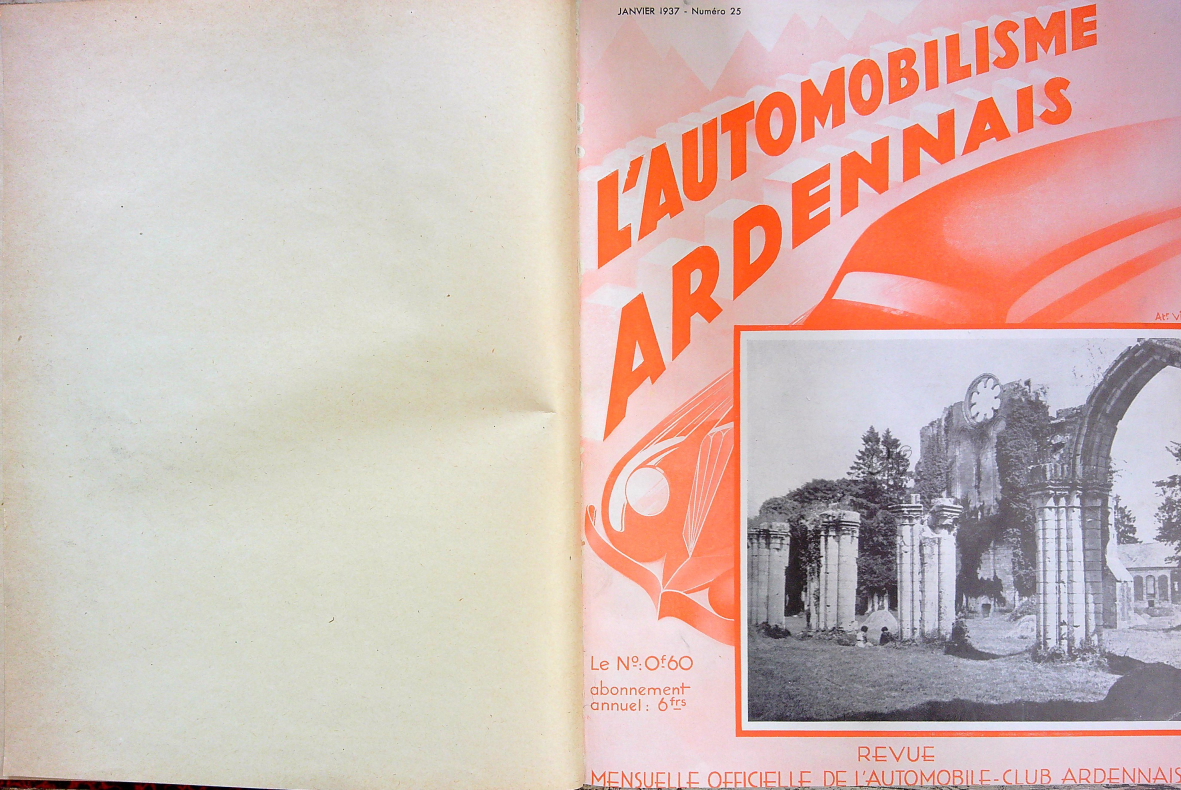 JANVIER 1937 - Numéro 25
L'AUTOMOBILISME
ARDENNAIS
Le Nº: 0f60
abonnement
annuel : 6frs
REVUE
MENSUELLE OFFICIELLE DE L'AUTOMOBILE-CLUB ARDENNAIS